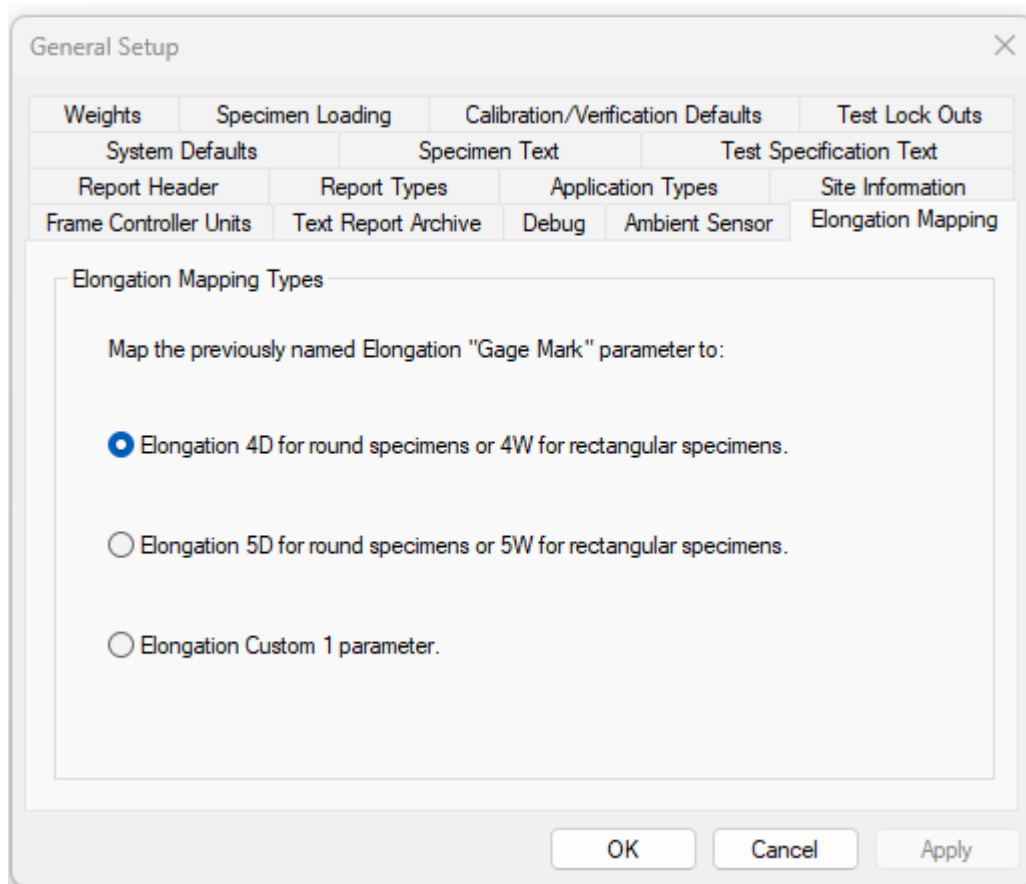 General Setup
Weights Specimen Loading Calibration/Verification Defaults Test Lock Outs
System Defaults Specimen Text Test Specification Text
Report Header Report Types Application Types Site Information
Frame Controller Units Text Report Archive Debug Ambient Sensor Elongation Mapping
Elongation Mapping Types
Map the previously named Elongation "Gage Mark" parameter to:
Elongation 4D for round specimens or 4W for rectangular specimens.
Elongation 5D for round specimens or 5W for rectangular specimens.
Elongation Custom 1 parameter.
OK Cancel Apply